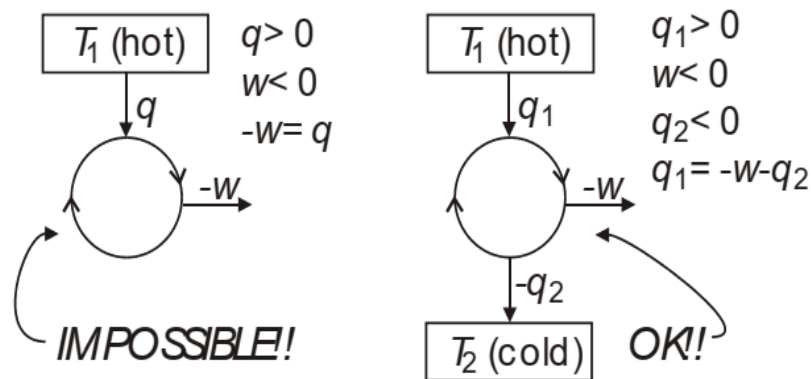 T₁ (hot)
q > 0
w < 0
-w = q
q
-w
IMPOSSIBLE!!
T₁ (hot)
q₁ > 0
w < 0
q₂ < 0
q₁ = -w-q₂
q₁
-w
-q₂
T₂ (cold)
OK!!